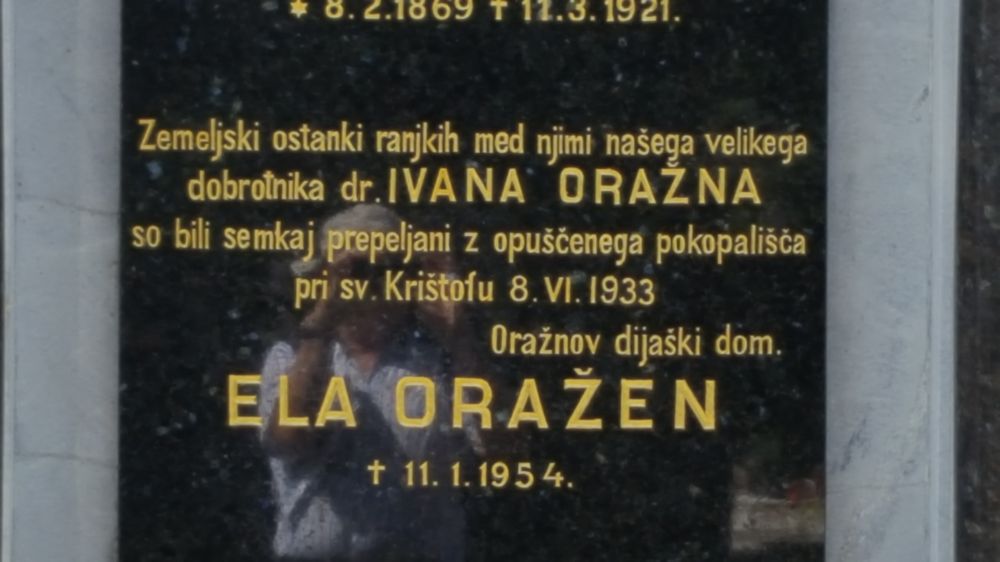 * 8.2.1869 † 11.3.1921.
Zemeljski ostanki ranjkih med njimi našega velikega
dobrotnika dr. IVANA ORAŽNA
so bili semkaj prepeljani z opuščenega pokopališča
pri sv. Krištofu 8. VI. 1933
Oražnov dijaški dom.
ELA ORAŽEN
† 11. 1. 1954.